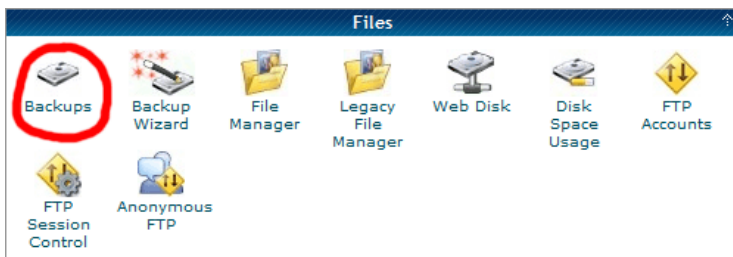 Files
Backups
Backup
Wizard
File
Manager
Legacy
File
Manager
Web Disk
Disk
Space
Usage
FTP
Accounts
FTP
Session
Control
Anonymous
FTP